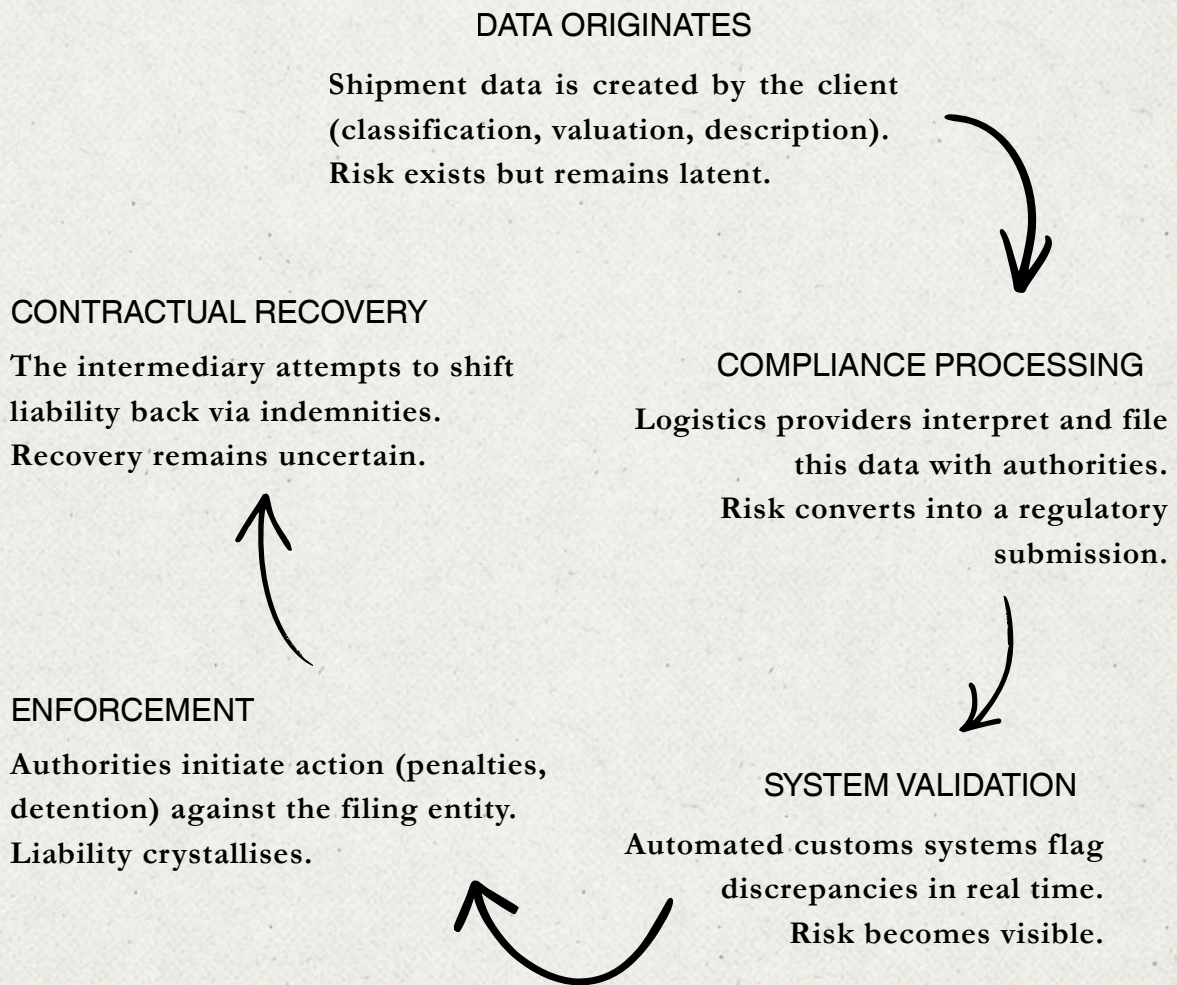 DATA ORIGINATES
Shipment data is created by the client
(classification, valuation, description).
Risk exists but remains latent.
COMPLIANCE PROCESSING
Logistics providers interpret and file
this data with authorities.
Risk converts into a regulatory
submission.
SYSTEM VALIDATION
Automated customs systems flag
discrepancies in real time.
Risk becomes visible.
ENFORCEMENT
Authorities initiate action (penalties,
detention) against the filing entity.
Liability crystallises.
CONTRACTUAL RECOVERY
The intermediary attempts to shift
liability back via indemnities.
Recovery remains uncertain.